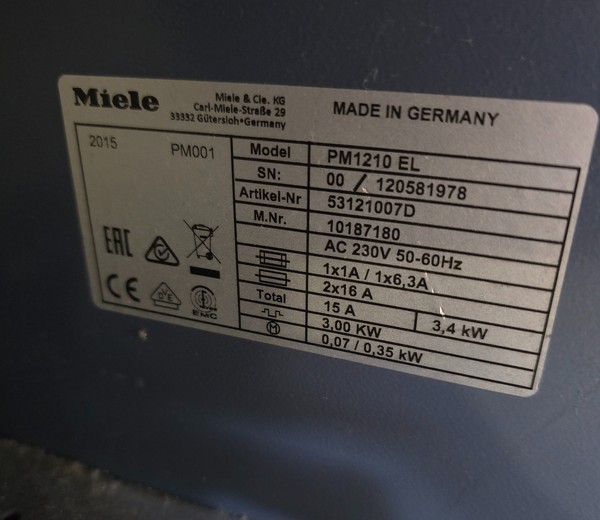 Miele
Miele & Cie. KG
Carl-Miele-Straße 29
33332 Gütersloh•Germany
MADE IN GERMANY
2015
PM001
Model PM1210 EL
SN: 00 / 120581978
Artikel-Nr 53121007D
M.Nr. 10187180
AC 230V 50-60Hz
1x1A / 1x6,3A
2x16 A
Total 15 A 3,4 kW
3,00 KW
M 0,07 / 0,35 kW
EAC
CE
VDE
EMC